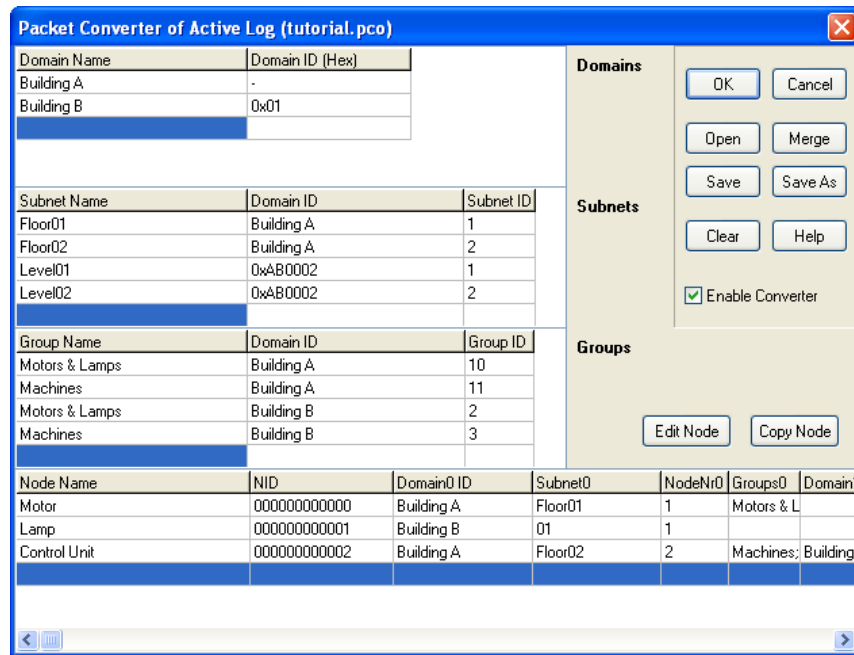 Packet Converter of Active Log (tutorial.pco)
Domain Name Domain ID (Hex)
Building A -
Building B 0x01
Domains
OK Cancel
Open Merge
Save Save As
Clear Help
Enable Converter
Subnet Name Domain ID Subnet ID
Floor01 Building A 1
Floor02 Building A 2
Level01 0xAB0002 1
Level02 0xAB0002 2
Subnets
Group Name Domain ID Group ID
Motors & Lamps Building A 10
Machines Building A 11
Motors & Lamps Building B 2
Machines Building B 3
Groups
Edit Node Copy Node
Node Name NID Domain0 ID Subnet0 NodeNr0 Groups0 Domain
Motor 000000000000 Building A Floor01 1 Motors & L
Lamp 000000000001 Building B 01 1
Control Unit 000000000002 Building A Floor02 2 Machines; Building